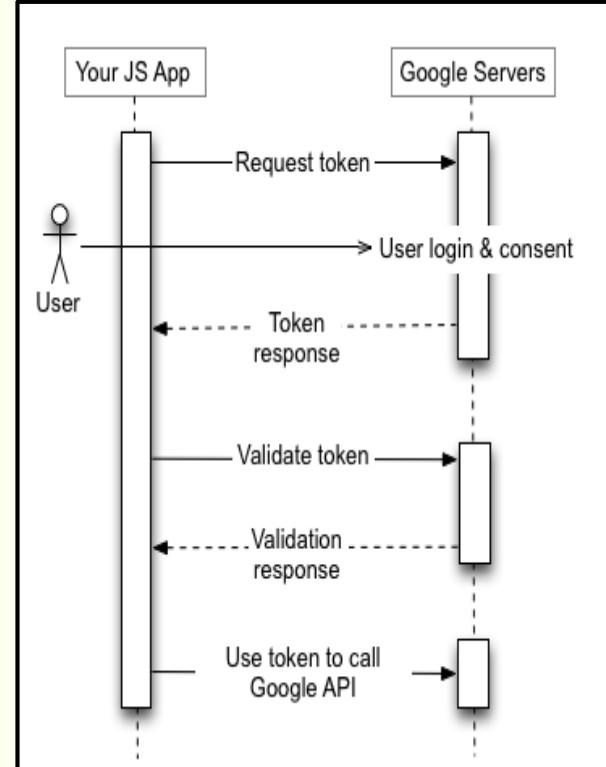 Your JS App
Google Servers
Request token
User login & consent
User
Token
response
Validate token
Validation
response
Use token to call
Google API